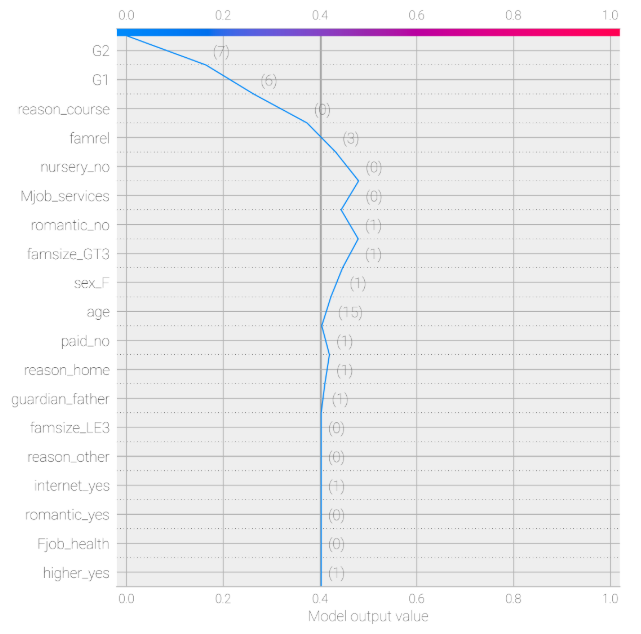 0.0 0.2 0.4 0.6 0.8 1.0
G2 (7)
G1 (6)
reason_course (0)
famrel (3)
nursery_no (0)
Mjob_services (0)
romantic_no (1)
famsize_GT3 (1)
sex_F (1)
age (15)
paid_no (1)
reason_home (1)
guardian_father (1)
famsize_LE3 (0)
reason_other (0)
internet_yes (1)
romantic_yes (0)
Fjob_health (0)
higher_yes (1)
0.0 0.2 0.4 0.6 0.8 1.0
Model output value